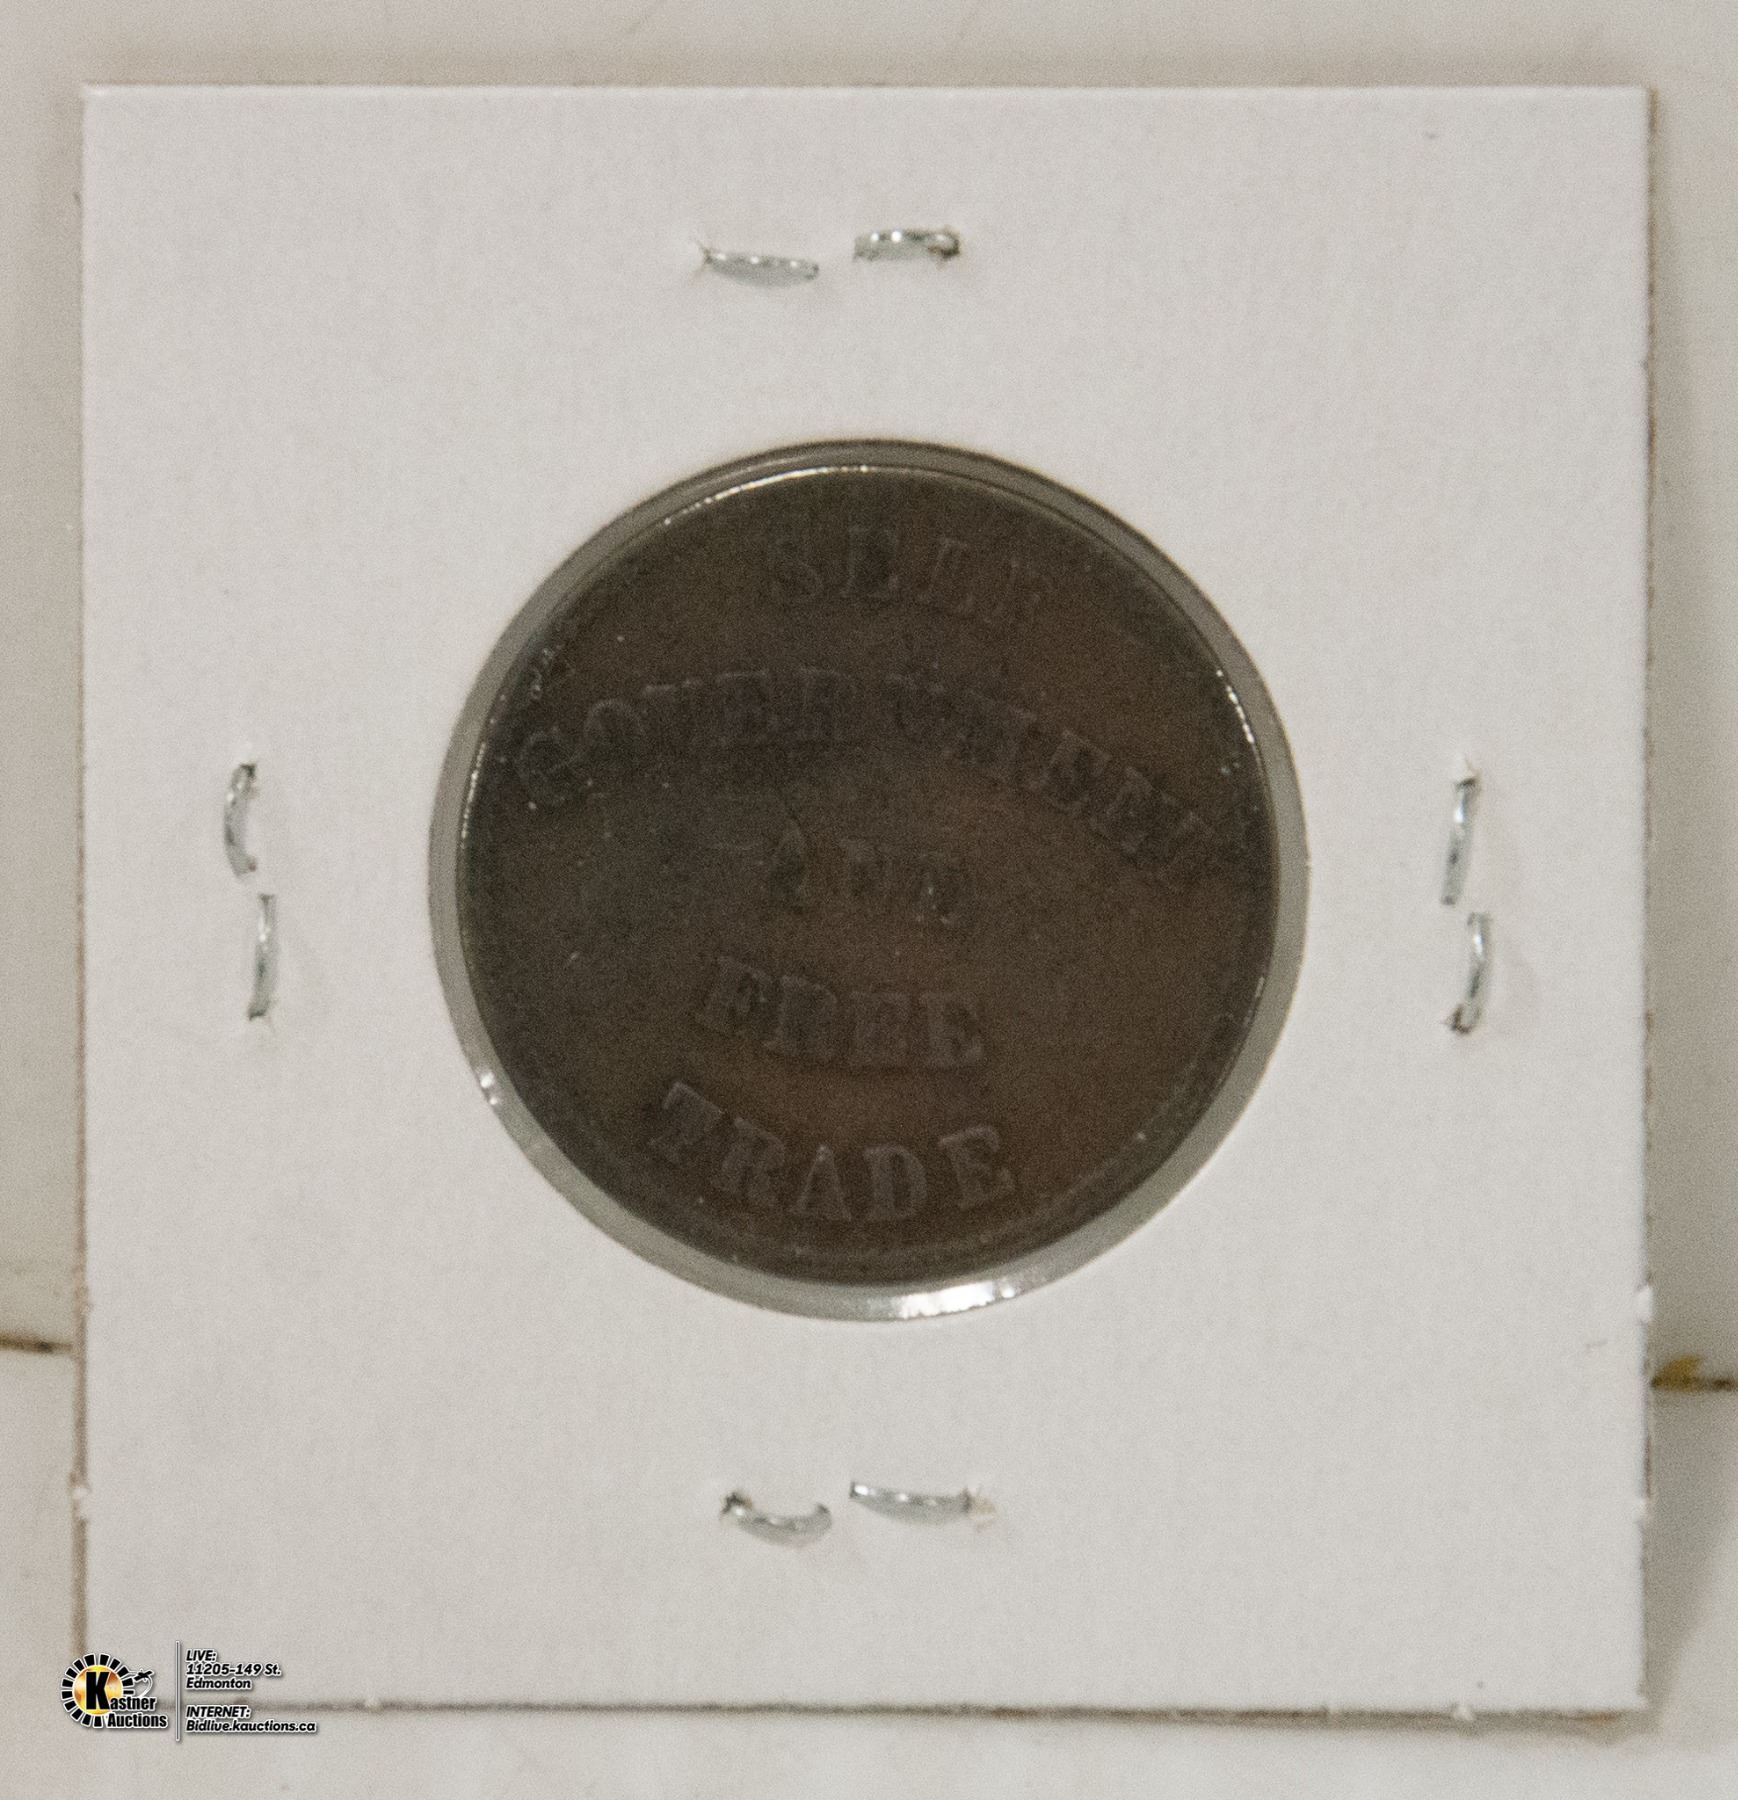 SELF
GOVERNMENT
AND
FREE
TRADE
Kastner
Auctions
LIVE:
11205-149 St.
Edmonton
INTERNET:
Bidlive.kauctions.ca